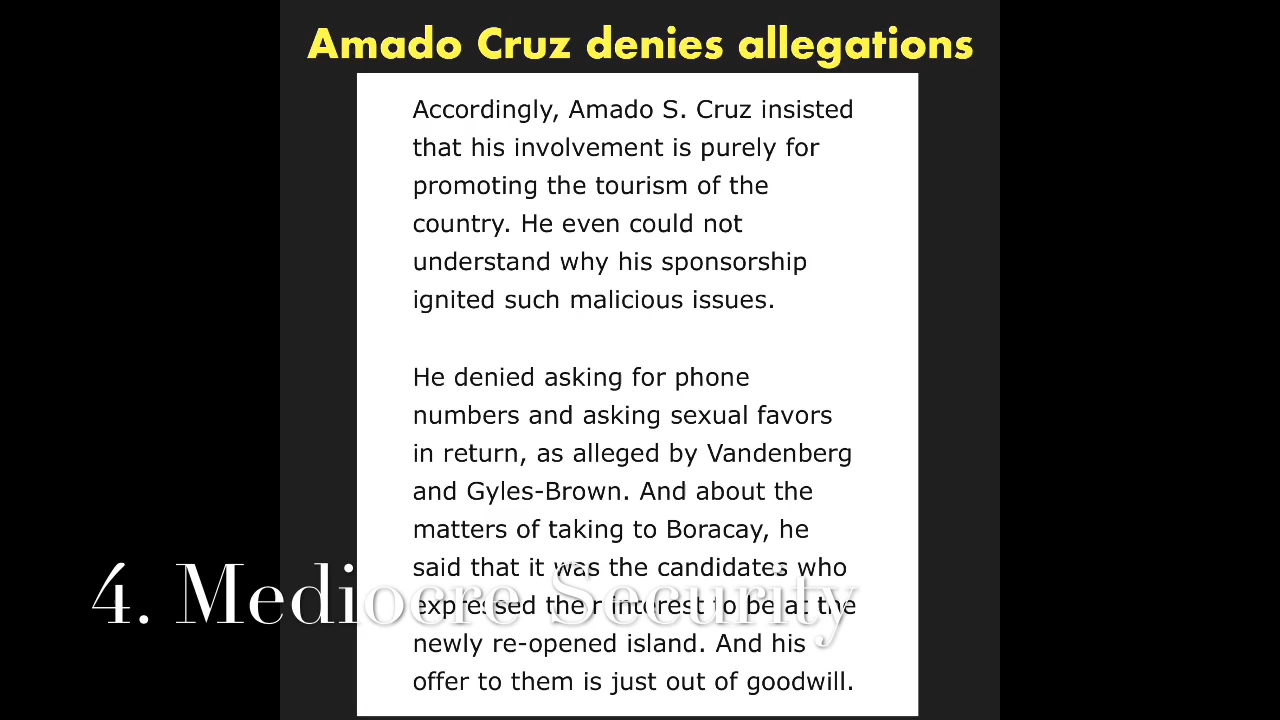 Amado Cruz denies allegations
Accordingly, Amado S. Cruz insisted
that his involvement is purely for
promoting the tourism of the
country. He even could not
understand why his sponsorship
ignited such malicious issues.
He denied asking for phone
numbers and asking sexual favors
in return, as alleged by Vandenberg
and Gyles-Brown. And about the
matters of taking to Boracay, he
said that it was the candidates who
expressed their interest to be at the
newly re-opened island. And his
offer to them is just out of goodwill.
4. Mediocre Security